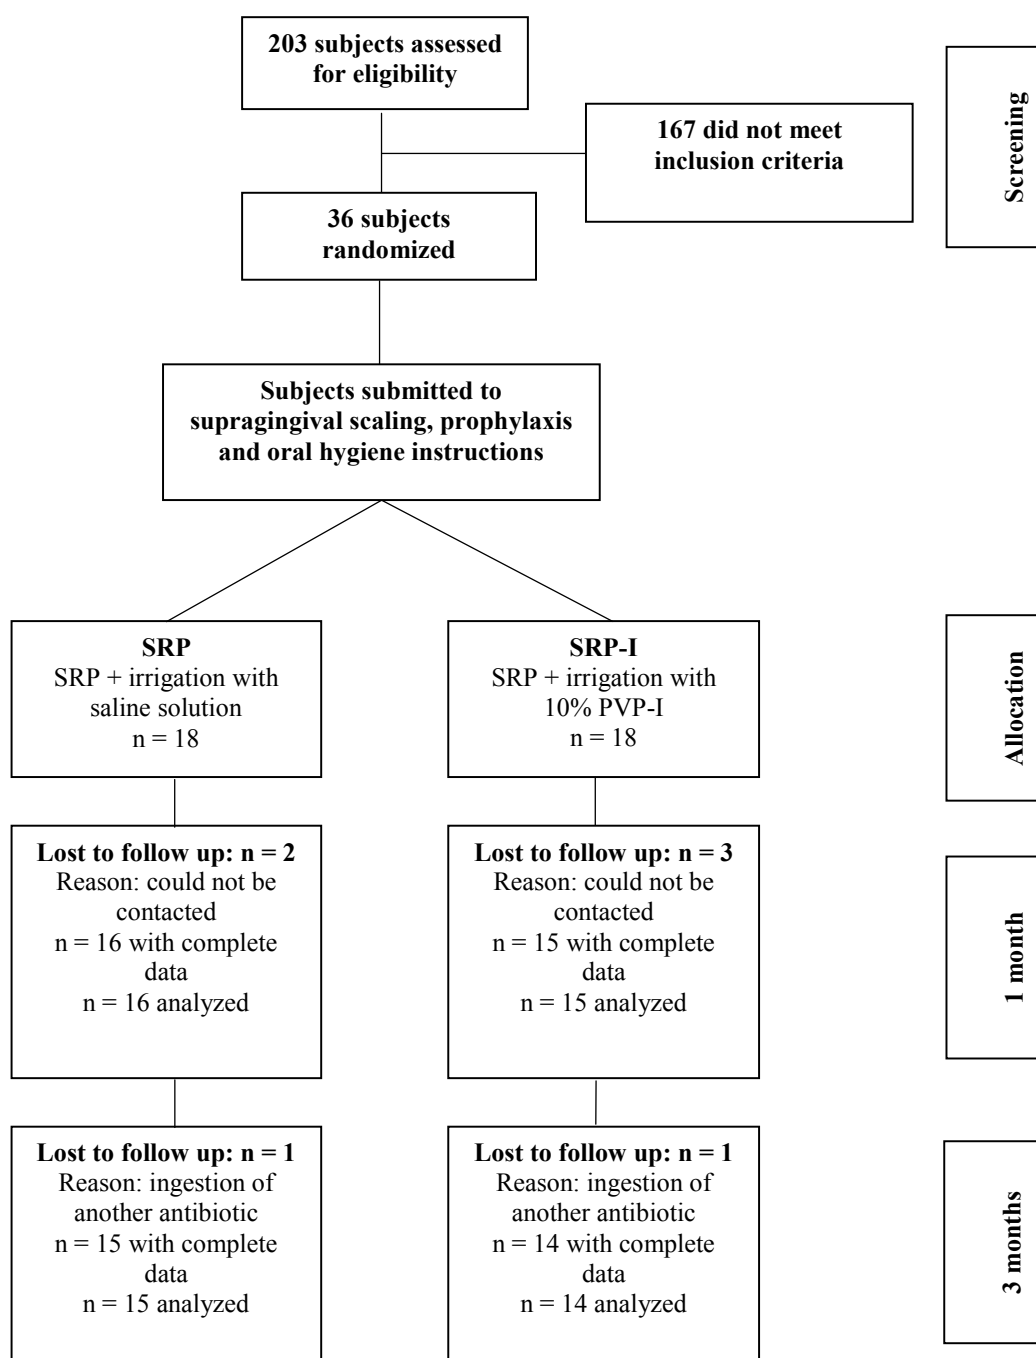 203 subjects assessed
for eligibility
167 did not meet
inclusion criteria
Screening
36 subjects
randomized
Subjects submitted to
supragingival scaling, prophylaxis
and oral hygiene instructions
SRP
SRP + irrigation with
saline solution
n = 18
SRP-I
SRP + irrigation with
10% PVP-I
n = 18
Allocation
Lost to follow up: n = 2
Reason: could not be
contacted
n = 16 with complete
data
n = 16 analyzed
Lost to follow up: n = 3
Reason: could not be
contacted
n = 15 with complete
data
n = 15 analyzed
1 month
Lost to follow up: n = 1
Reason: ingestion of
another antibiotic
n = 15 with complete
data
n = 15 analyzed
Lost to follow up: n = 1
Reason: ingestion of
another antibiotic
n = 14 with complete
data
n = 14 analyzed
3 months